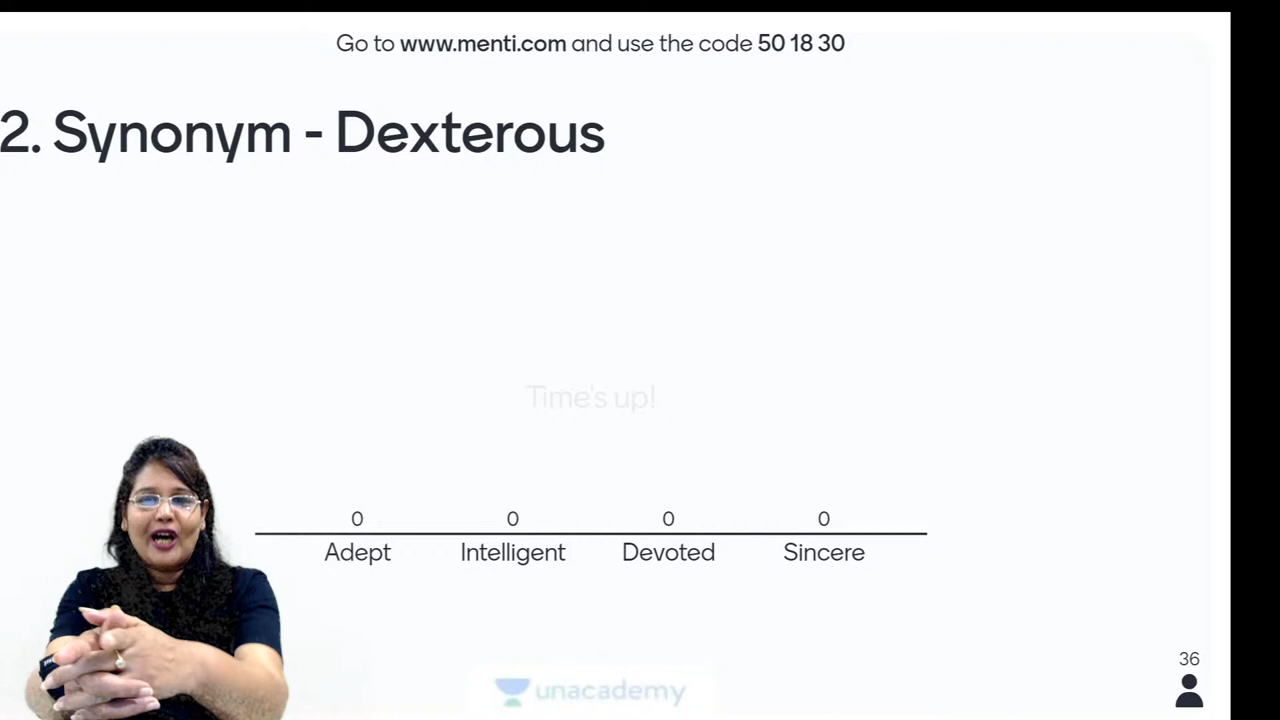 Go to www.menti.com and use the code 50 18 30
2. Synonym - Dexterous
Time's up!
0 0 0 0
Adept Intelligent Devoted Sincere
36
unacademy